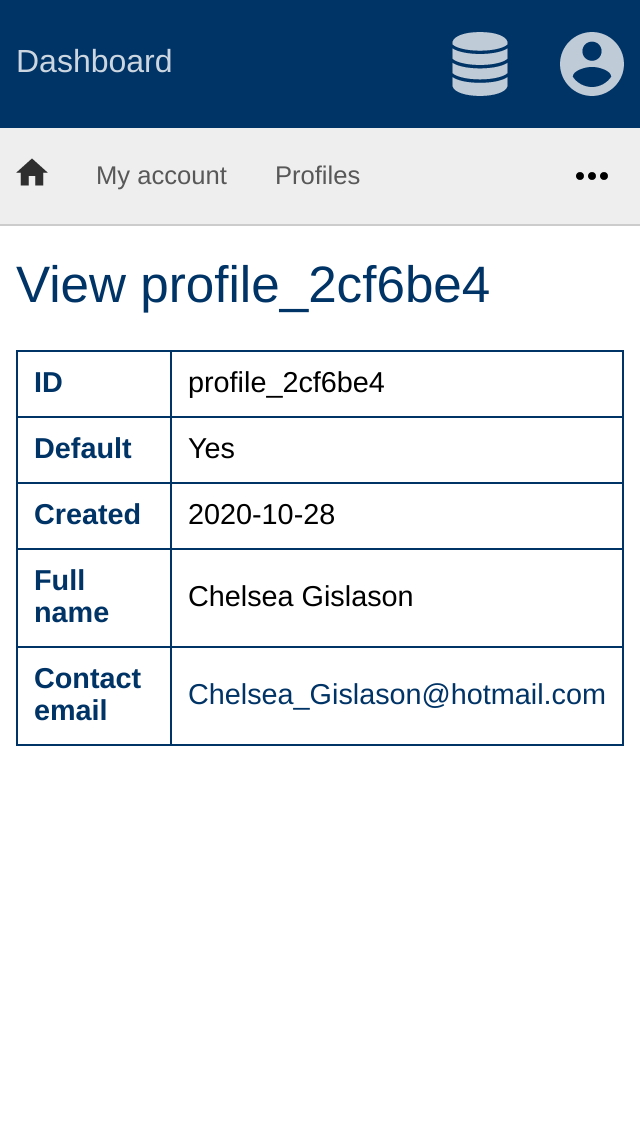 Dashboard
My account Profiles
View profile_2cf6be4
ID profile_2cf6be4
Default Yes
Created 2020-10-28
Full
name
Chelsea Gislason
Contact
email
Chelsea_Gislason@hotmail.com